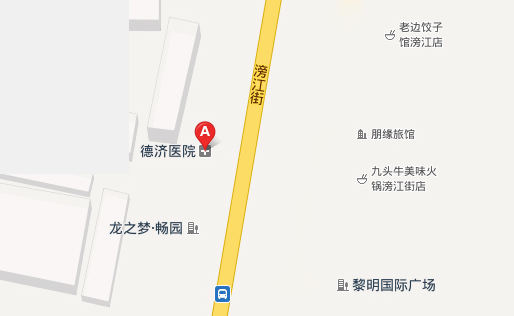 老边饺子
馆滂江店
滂江街
A
朋缘旅馆
德济医院
九头牛美味火
锅滂江街店
龙之梦·畅园
黎明国际广场